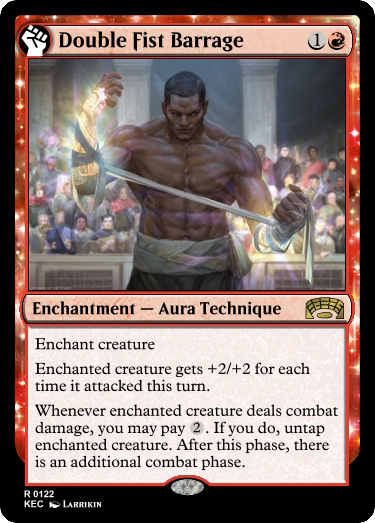 Double Fist Barrage 1
Enchantment — Aura Technique
Enchant creature
Enchanted creature gets +2/+2 for each
time it attacked this turn.
Whenever enchanted creature deals combat
damage, you may pay 2. If you do, untap
enchanted creature. After this phase, there
is an additional combat phase.
R 0122
KEC Larrikin